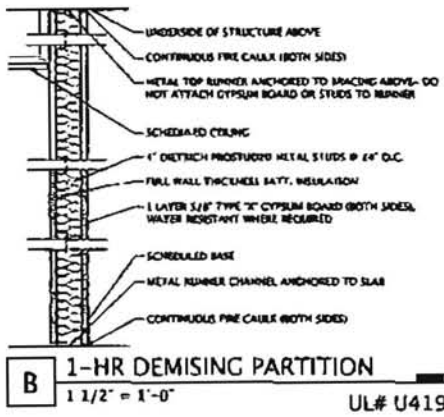 UNDERSIDE OF STRUCTURE ABOVE
CONTINUOUS FIRE CAULK (BOTH SIDES)
METAL TOP RUNNER ANCHORED TO BRACING ABOVE- DO
NOT ATTACH GYPSUM BOARD OR STUDS TO RUNNER
SCHEDULED CEILING
4" DIETRICH PROSTUD20 METAL STUDS @ 24" O.C.
FULL WALL THICKNESS BATT. INSULATION
1 LAYER 5/8" TYPE "X" GYPSUM BOARD (BOTH SIDES),
WATER RESISTANT WHERE REQUIRED
SCHEDULED BASE
METAL RUNNER CHANNEL ANCHORED TO SLAB
CONTINUOUS FIRE CAULK (BOTH SIDES)
B 1-HR DEMISING PARTITION
1 1/2" = 1'-0" UL# U419